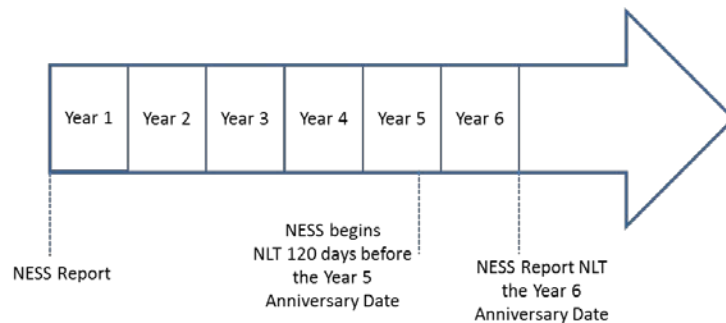 Year 1
Year 2
Year 3
Year 4
Year 5
Year 6
NESS Report
NESS begins
NLT 120 days before
the Year 5
Anniversary Date
NESS Report NLT
the Year 6
Anniversary Date